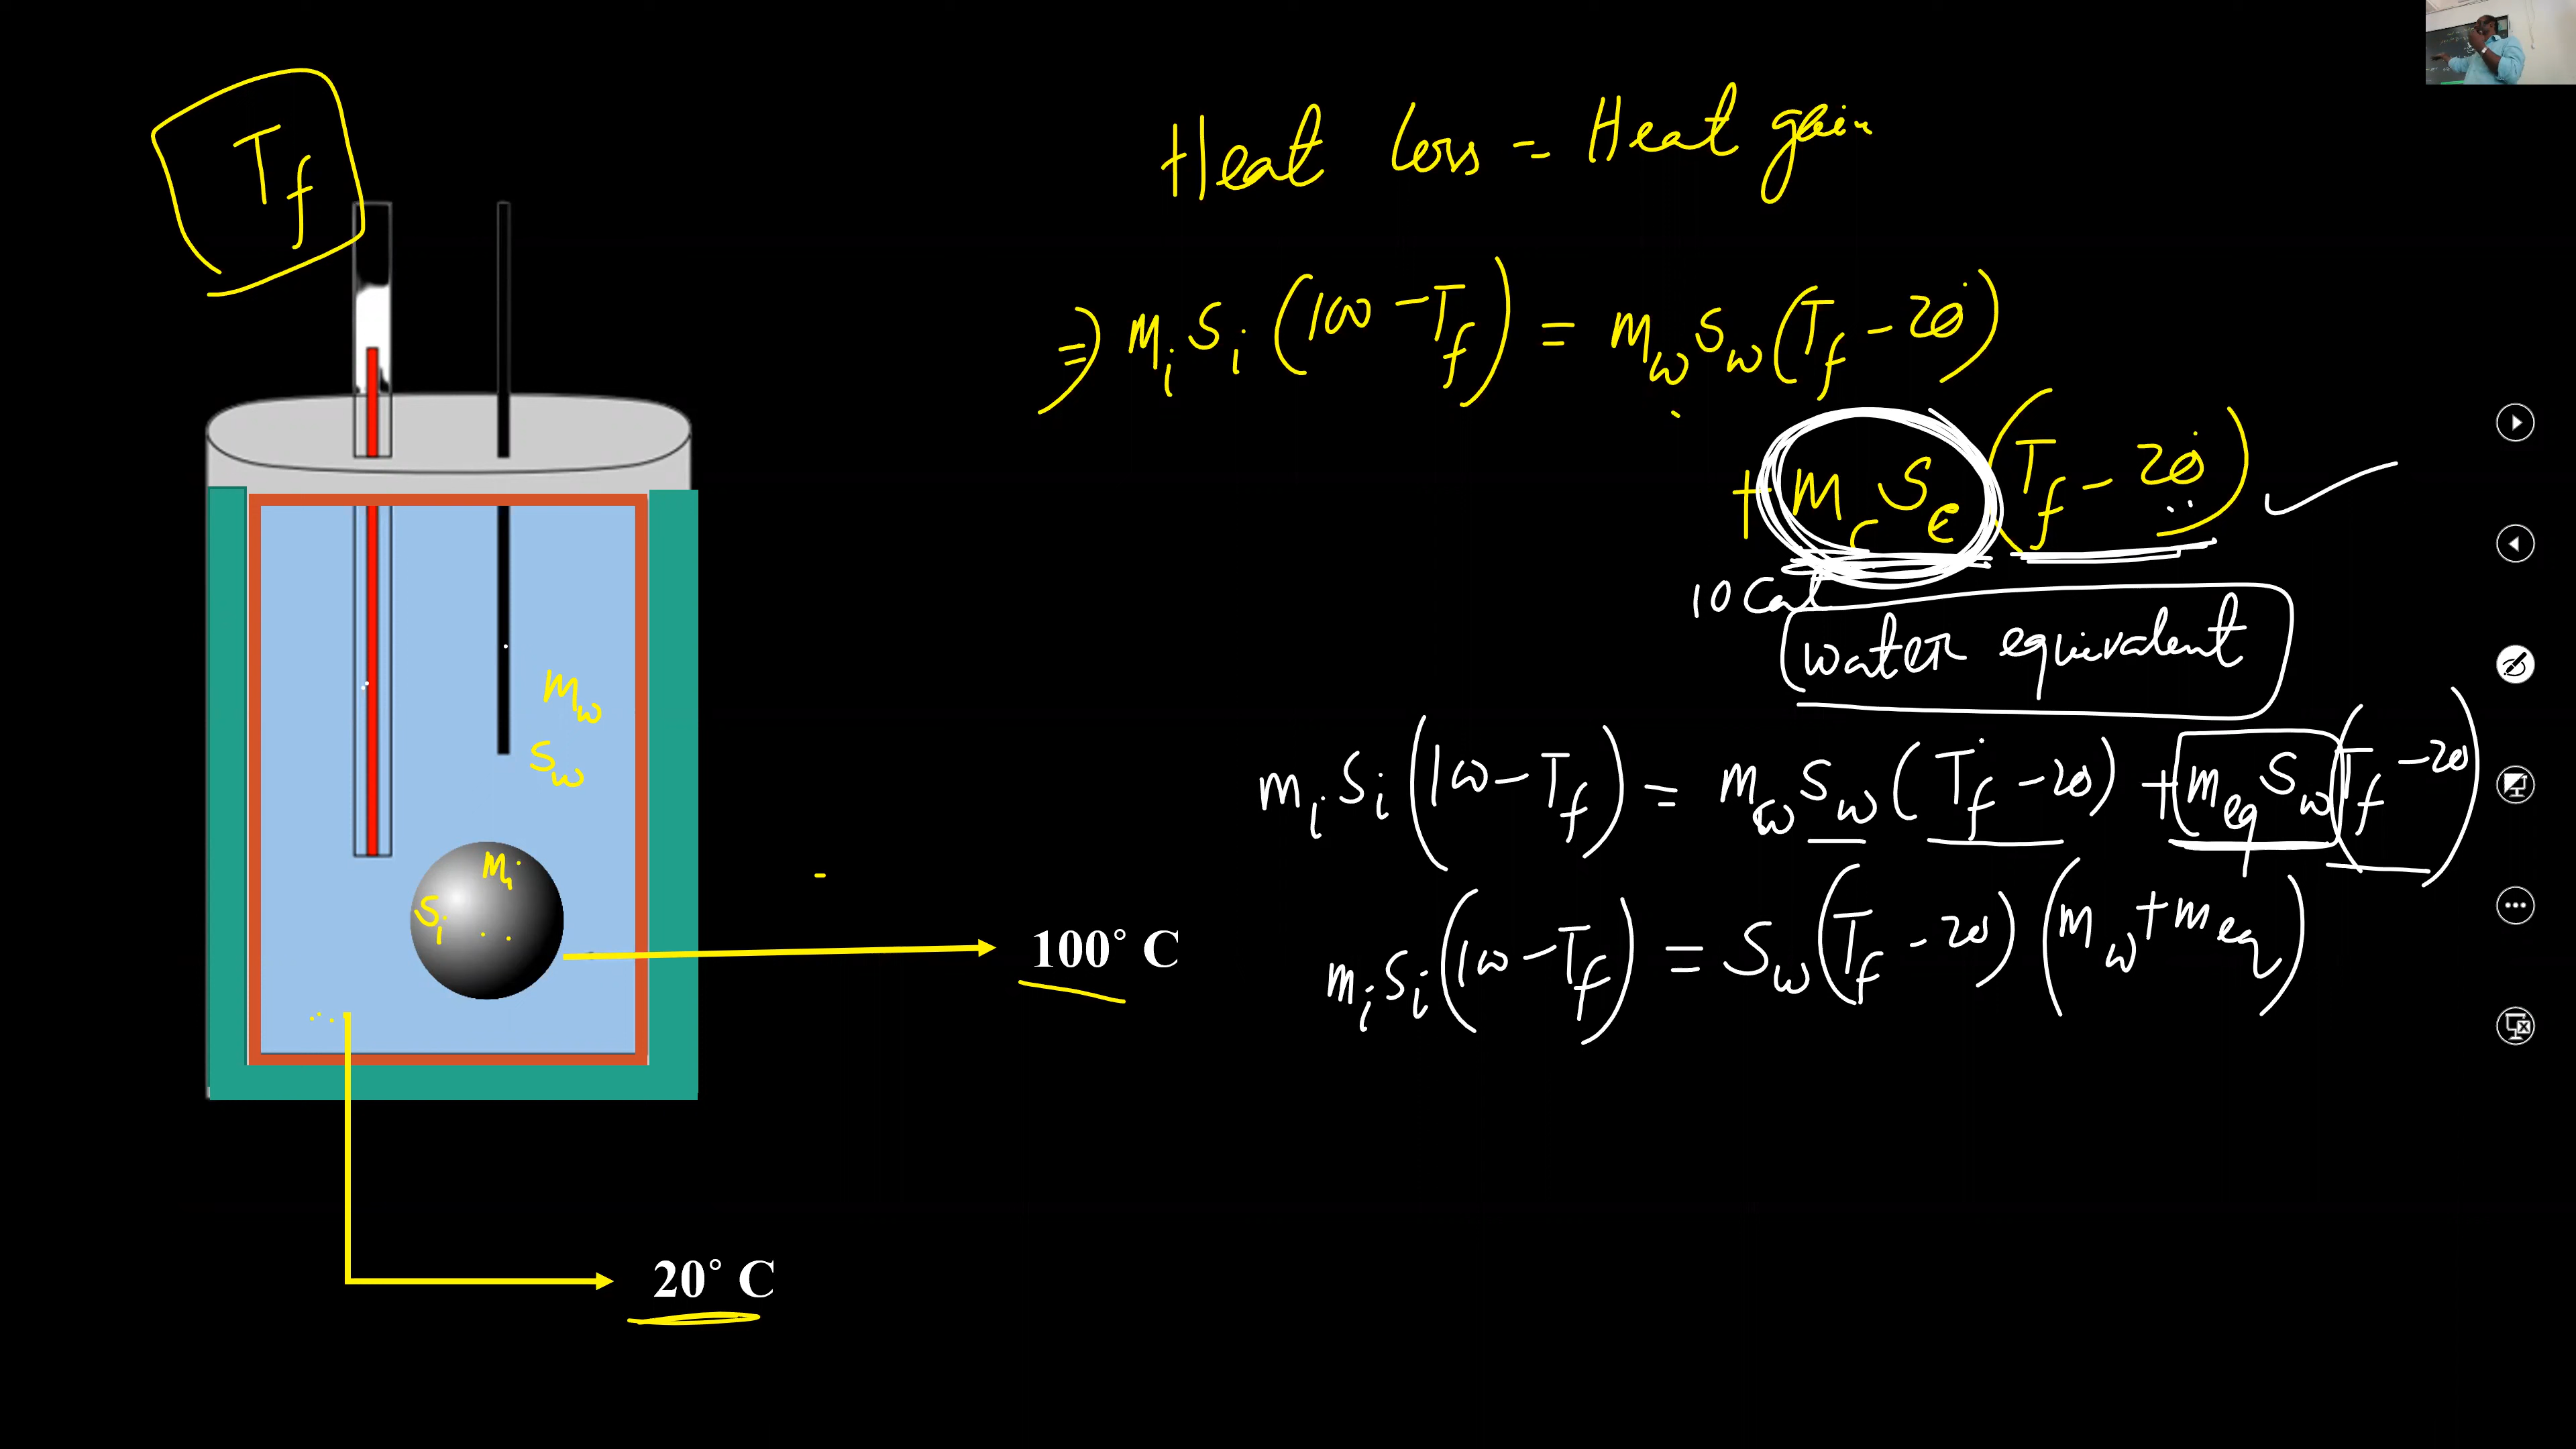 T_f
Heat loss = Heat gain
⇒ m_i S_i (100 - T_f) = m_w S_w (T_f - 20)
+ m_c S_c (T_f - 20) ✓
10 Cal
water equivalent
m_w
S_w
m_i S_i (100 - T_f) = m_w S_w (T_f - 20) + m_eq S_w (T_f - 20)
m_i
S_i
100° C
m_i S_i (100 - T_f) = S_w (T_f - 20) (m_w + m_eq)
20° C